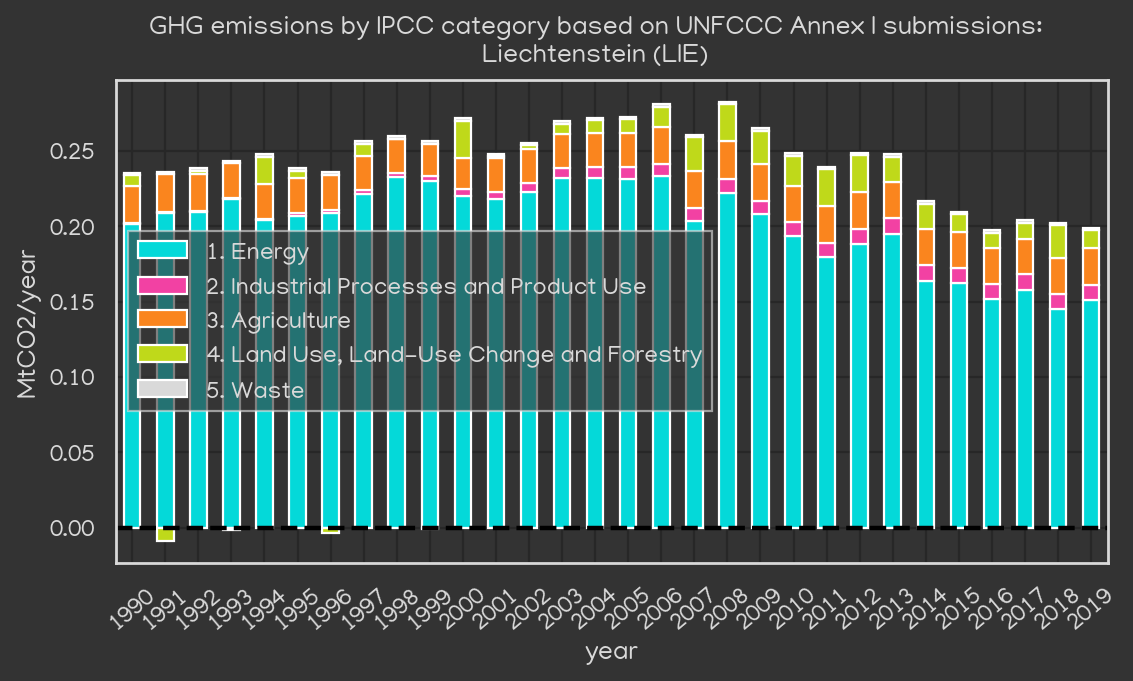 GHG emissions by IPCC category based on UNFCCC Annex I submissions:
Liechtenstein (LIE)
MtCO2/year
0.25
0.20
0.15
0.10
0.05
0.00
1. Energy
2. Industrial Processes and Product Use
3. Agriculture
4. Land Use, Land-Use Change and Forestry
5. Waste
1990 1991 1992 1993 1994 1995 1996 1997 1998 1999 2000 2001 2002 2003 2004 2005 2006 2007 2008 2009 2010 2011 2012 2013 2014 2015 2016 2017 2018 2019
year